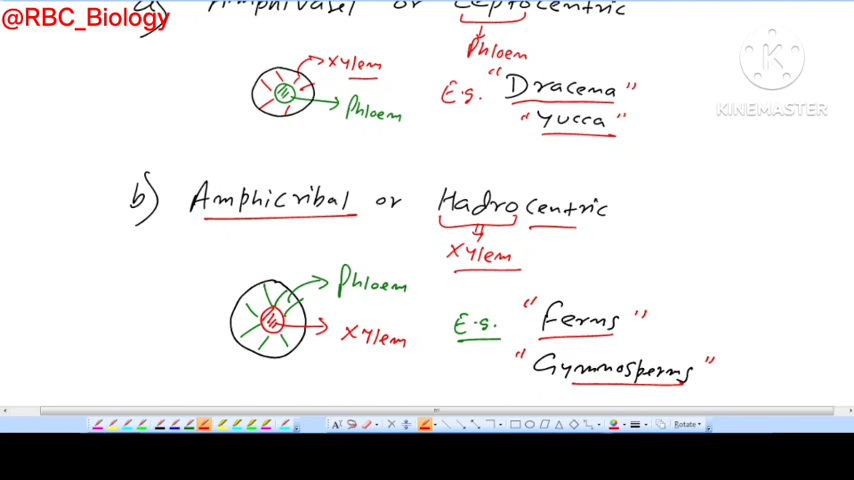 @RBC_Biology
a) Amphivasal or Leptocentric
Phloem
Xylem
Phloem
E.g. "Dracena"
"Yucca"
K
KINEMASTER
b) Amphicribal or Hadrocentric
Xylem
Phloem
Xylem
E.g. "Ferns"
"Gymnosperms"
Rotate